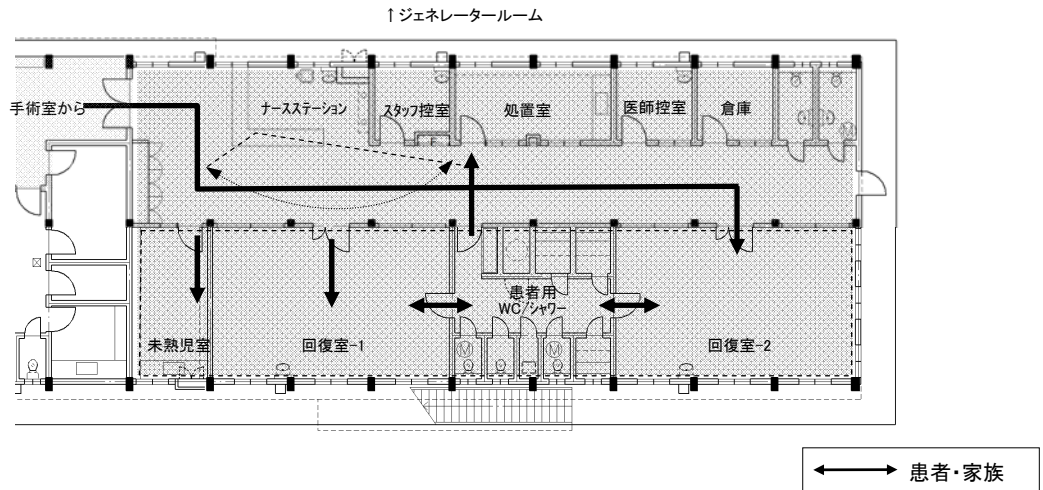 ↑ジェネレータールーム
手術室から
ナースステーション
スタッフ控室
処置室
医師控室
倉庫
M
患者用
WC/シャワー
未熟児室
回復室-1
M
M
回復室-2
患者・家族